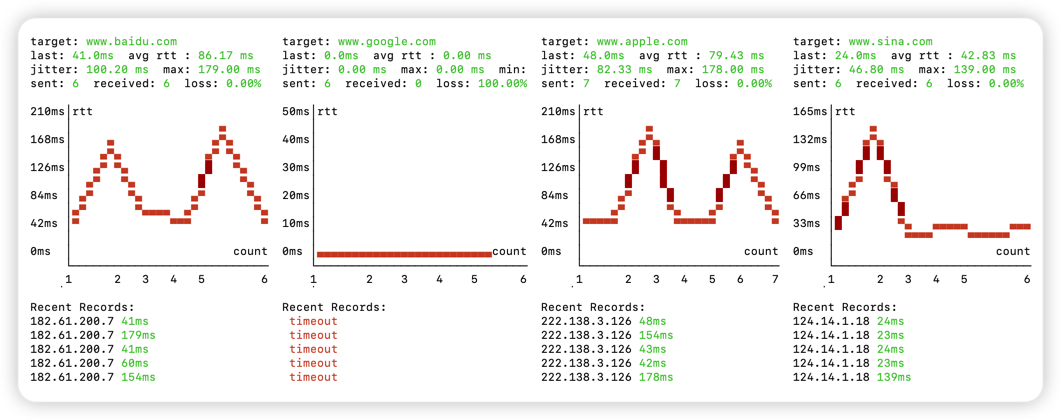 target: www.baidu.com
last: 41.0ms  avg rtt : 86.17 ms
jitter: 100.20 ms  max: 179.00 ms
sent: 6  received: 6  loss: 0.00%
210ms rtt
168ms
126ms
84ms
42ms
0ms count
1 2 3 4 5 6
Recent Records:
182.61.200.7 41ms
182.61.200.7 179ms
182.61.200.7 41ms
182.61.200.7 60ms
182.61.200.7 154ms
target: www.google.com
last: 0.0ms  avg rtt : 0.00 ms
jitter: 0.00 ms  max: 0.00 ms  min:
sent: 6  received: 0  loss: 100.00%
50ms rtt
40ms
30ms
20ms
10ms
0ms count
1 2 3 4 5 6
Recent Records:
timeout
timeout
timeout
timeout
timeout
target: www.apple.com
last: 48.0ms  avg rtt : 79.43 ms
jitter: 82.33 ms  max: 178.00 ms
sent: 7  received: 7  loss: 0.00%
210ms rtt
168ms
126ms
84ms
42ms
0ms count
1 2 3 4 5 6 7
Recent Records:
222.138.3.126 48ms
222.138.3.126 154ms
222.138.3.126 43ms
222.138.3.126 42ms
222.138.3.126 178ms
target: www.sina.com
last: 24.0ms  avg rtt : 42.83 ms
jitter: 46.80 ms  max: 139.00 ms
sent: 6  received: 6  loss: 0.00%
165ms rtt
132ms
99ms
66ms
33ms
0ms count
1 2 3 4 5 6
Recent Records:
124.14.1.18 24ms
124.14.1.18 23ms
124.14.1.18 24ms
124.14.1.18 23ms
124.14.1.18 139ms